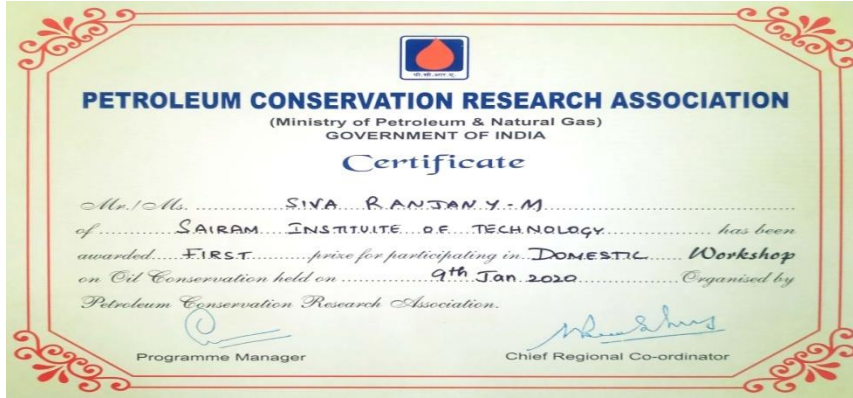 पी.सी.आर.ए.
PETROLEUM CONSERVATION RESEARCH ASSOCIATION
(Ministry of Petroleum & Natural Gas)
GOVERNMENT OF INDIA
Certificate
Mr./Ms. SIVA RANJANY-M
of SAIRAM INSTITUITE OF TECHNOLOGY has been
awarded FIRST prize for participating in DOMESTIC Workshop
on Oil Conservation held on 9th Jan 2020 Organised by
Petroleum Conservation Research Association.
Programme Manager
Chief Regional Co-ordinator